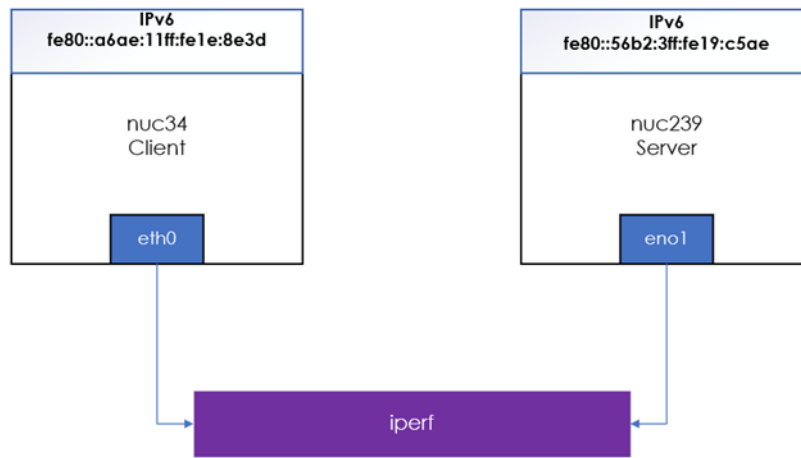 IPv6
fe80::a6ae:11ff:fe1e:8e3d
nuc34
Client
eth0
IPv6
fe80::56b2:3ff:fe19:c5ae
nuc239
Server
eno1
iperf